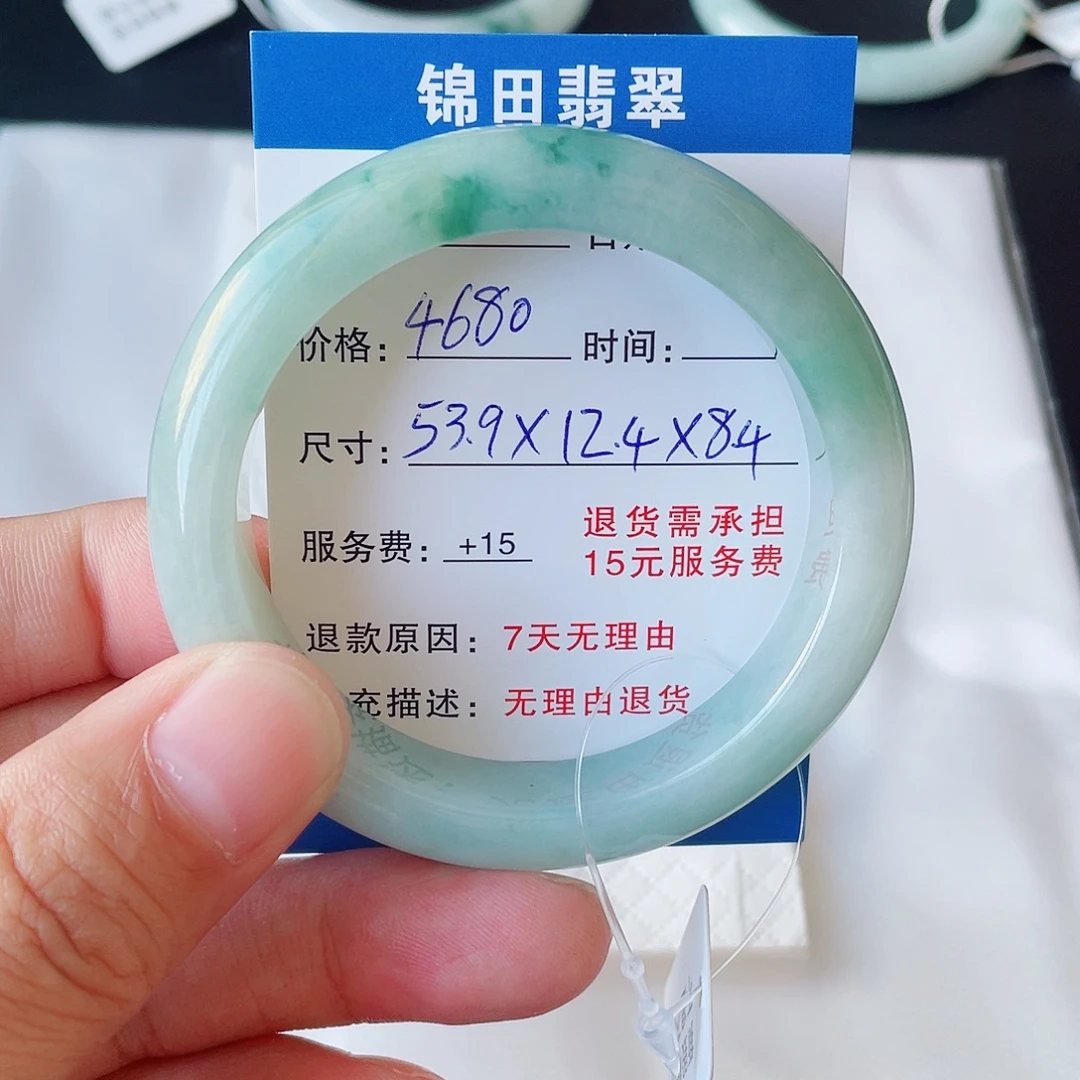 锦田翡翠
价格: 4680 时间:
尺寸: 53.9X12.4X8.4
服务费: +15 退货需承担
15元服务费
退款原因: 7天无理由
充描述: 无理由退货